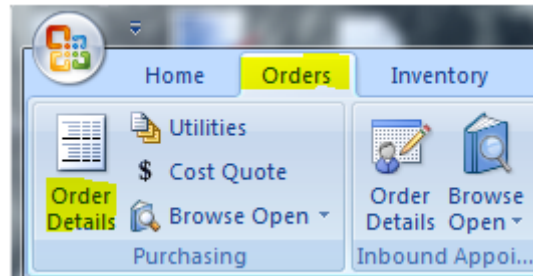 Home Orders Inventory
Utilities
$ Cost Quote
Order Details
Browse Open
Order Details
Browse Open
Purchasing
Inbound Appoi...